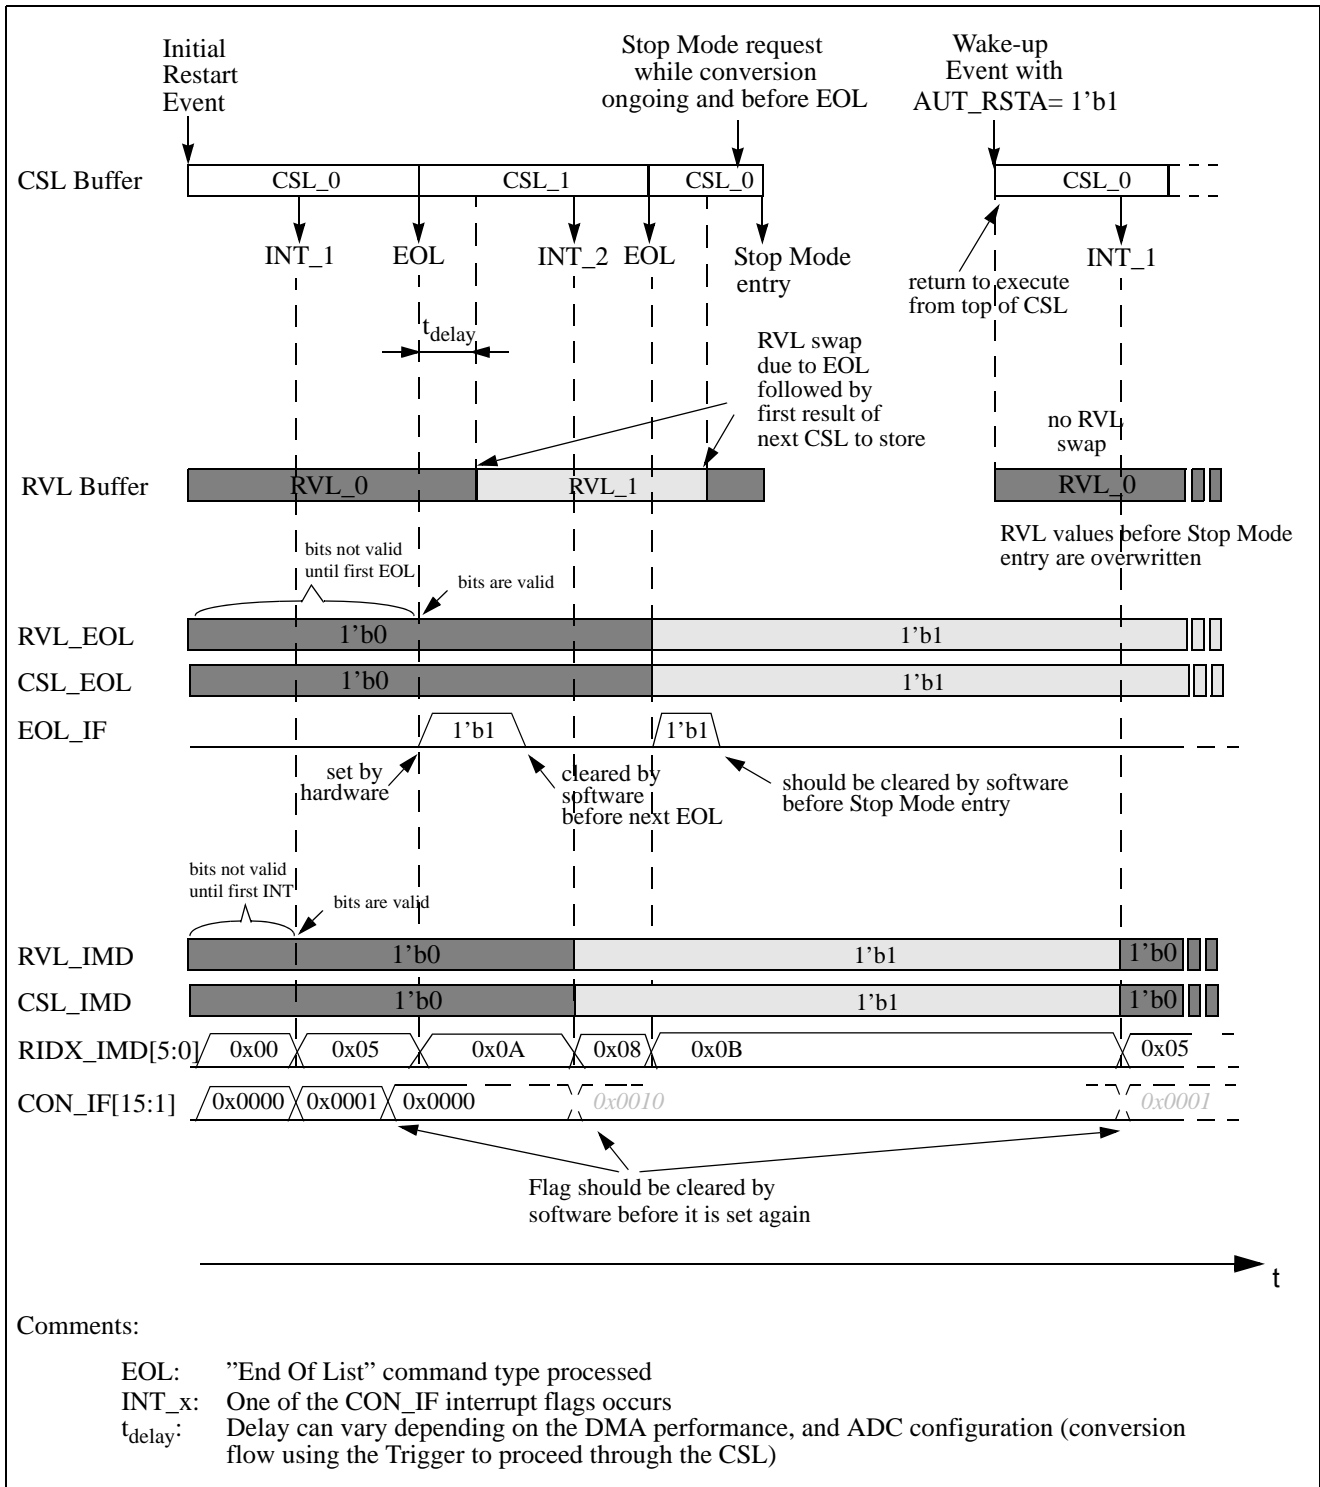 Initial
Restart
Event
Stop Mode request
while conversion
ongoing and before EOL
Wake-up
Event with
AUT_RSTA= 1’b1
CSL Buffer
CSL_0
CSL_1
CSL_0
CSL_0
INT_1
EOL
INT_2
EOL
Stop Mode
entry
INT_1
return to execute
from top of CSL
tdelay
RVL swap
due to EOL
followed by
first result of
next CSL to store
no RVL
swap
RVL Buffer
RVL_0
RVL_1
RVL_0
RVL values before Stop Mode
entry are overwritten
bits not valid
until first EOL
bits are valid
RVL_EOL
1’b0
1’b1
CSL_EOL
1’b0
1’b1
EOL_IF
1’b1
1’b1
set by
hardware
cleared by
software
before next EOL
should be cleared by software
before Stop Mode entry
bits not valid
until first INT
bits are valid
RVL_IMD
1’b0
1’b1
1’b0
CSL_IMD
1’b0
1’b1
1’b0
RIDX_IMD[5:0]
0x00
0x05
0x0A
0x08
0x0B
0x05
CON_IF[15:1]
0x0000
0x0001
0x0000
0x0010
0x0001
Flag should be cleared by
software before it is set again
t
Comments:
EOL: ”End Of List” command type processed
INT_x: One of the CON_IF interrupt flags occurs
tdelay: Delay can vary depending on the DMA performance, and ADC configuration (conversion
flow using the Trigger to proceed through the CSL)